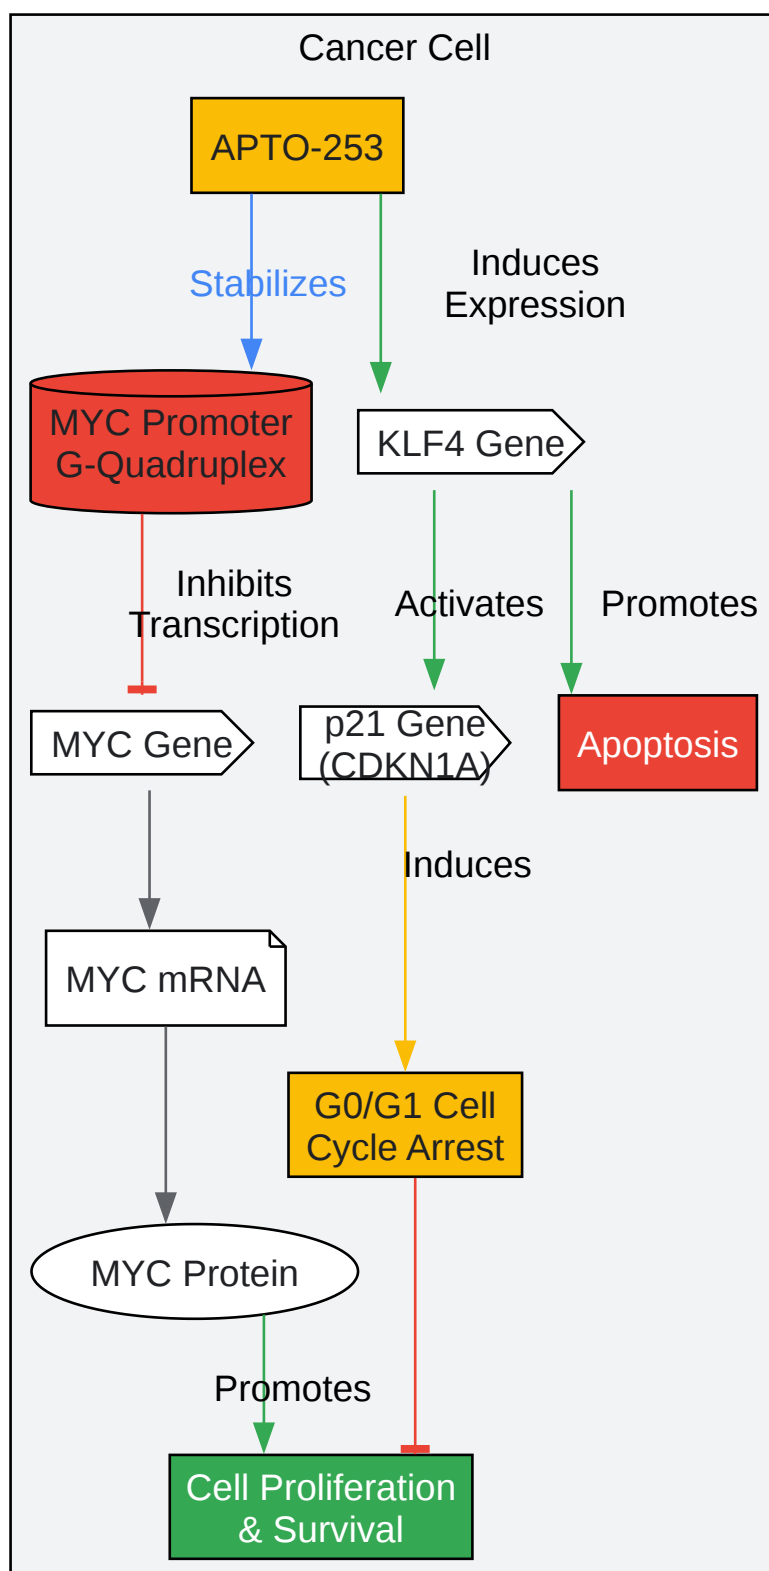 Cancer Cell
APTO-253
Stabilizes
Induces
Expression
MYC Promoter
G-Quadruplex
KLF4 Gene
Inhibits
Transcription
Activates
Promotes
MYC Gene
p21 Gene
(CDKN1A)
Apoptosis
Induces
MYC mRNA
G0/G1 Cell
Cycle Arrest
MYC Protein
Promotes
Cell Proliferation
& Survival